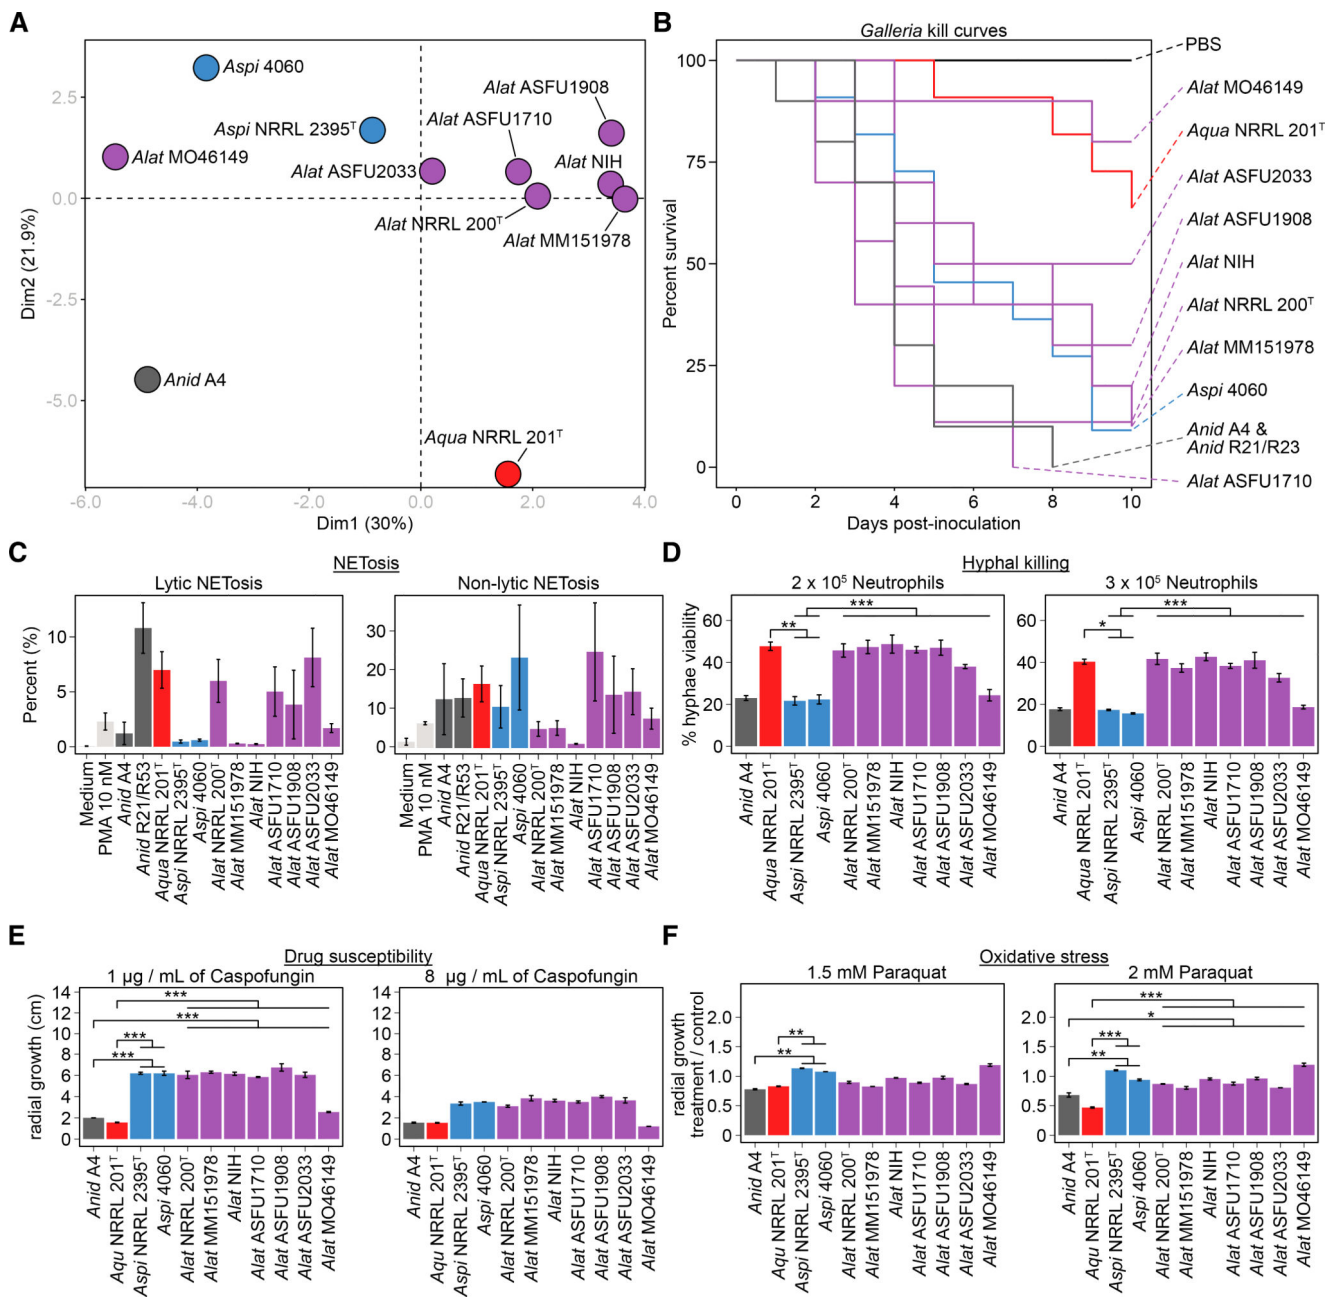 A
Aspi 4060
Aspi NRRL 2395ᵀ
Alat MO46149
Alat ASFU2033
Alat ASFU1710
Alat ASFU1908
Alat NIH
Alat NRRL 200ᵀ
Alat MM151978
Anid A4
Aqua NRRL 201ᵀ
2.5
0.0
-2.5
-5.0
Dim2 (21.9%)
-6.0 -4.0 -2.0 0.0 2.0 4.0
Dim1 (30%)
B
Galleria kill curves
100
75
50
25
0
Percent survival
0 2 4 6 8 10
Days post-inoculation
PBS
Alat MO46149
Aqua NRRL 201ᵀ
Alat ASFU2033
Alat ASFU1908
Alat NIH
Alat NRRL 200ᵀ
Alat MM151978
Aspi 4060
Anid A4 &
Anid R21/R23
Alat ASFU1710
C
NETosis
Lytic NETosis
10
5
0
Percent (%)
Medium
PMA 10 nM
Anid A4
Anid R21/R53
Aqua NRRL 201ᵀ
Aspi NRRL 2395ᵀ
Aspi 4060
Alat NRRL 200ᵀ
Alat MM151978
Alat NIH
Alat ASFU1710
Alat ASFU1908
Alat ASFU2033
Alat MO46149
Non-lytic NETosis
30
20
10
0
Medium
PMA 10 nM
Anid A4
Anid R21/R53
Aqua NRRL 201ᵀ
Aspi NRRL 2395ᵀ
Aspi 4060
Alat NRRL 200ᵀ
Alat MM151978
Alat NIH
Alat ASFU1710
Alat ASFU1908
Alat ASFU2033
Alat MO46149
D
Hyphal killing
2 x 10⁵ Neutrophils
60
40
20
0
% hyphae viability
***
**
Anid A4
Aqua NRRL 201ᵀ
Aspi NRRL 2395ᵀ
Aspi 4060
Alat NRRL 200ᵀ
Alat MM151978
Alat NIH
Alat ASFU1710
Alat ASFU1908
Alat ASFU2033
Alat MO46149
3 x 10⁵ Neutrophils
60
40
20
0
***
*
Anid A4
Aqua NRRL 201ᵀ
Aspi NRRL 2395ᵀ
Aspi 4060
Alat NRRL 200ᵀ
Alat MM151978
Alat NIH
Alat ASFU1710
Alat ASFU1908
Alat ASFU2033
Alat MO46149
E
Drug susceptibility
1 µg / mL of Caspofungin
14
12
10
8
6
4
2
0
radial growth (cm)
***
***
***
***
Anid A4
Aqu NRRL 201ᵀ
Aspi NRRL 2395ᵀ
Aspi 4060
Alat NRRL 200ᵀ
Alat MM151978
Alat NIH
Alat ASFU1710
Alat ASFU1908
Alat ASFU2033
Alat MO46149
8 µg / mL of Caspofungin
14
12
10
8
6
4
2
0
Anid A4
Aqu NRRL 201ᵀ
Aspi NRRL 2395ᵀ
Aspi 4060
Alat NRRL 200ᵀ
Alat MM151978
Alat NIH
Alat ASFU1710
Alat ASFU1908
Alat ASFU2033
Alat MO46149
F
Oxidative stress
1.5 mM Paraquat
2.0
1.5
1.0
0.5
0
radial growth
treatment / control
**
**
Anid A4
Aqu NRRL 201ᵀ
Aspi NRRL 2395ᵀ
Aspi 4060
Alat NRRL 200ᵀ
Alat MM151978
Alat NIH
Alat ASFU1710
Alat ASFU1908
Alat ASFU2033
Alat MO46149
2 mM Paraquat
2.0
1.5
1.0
0.5
0
***
*
***
**
Anid A4
Aqu NRRL 201ᵀ
Aspi NRRL 2395ᵀ
Aspi 4060
Alat NRRL 200ᵀ
Alat MM151978
Alat NIH
Alat ASFU1710
Alat ASFU1908
Alat ASFU2033
Alat MO46149